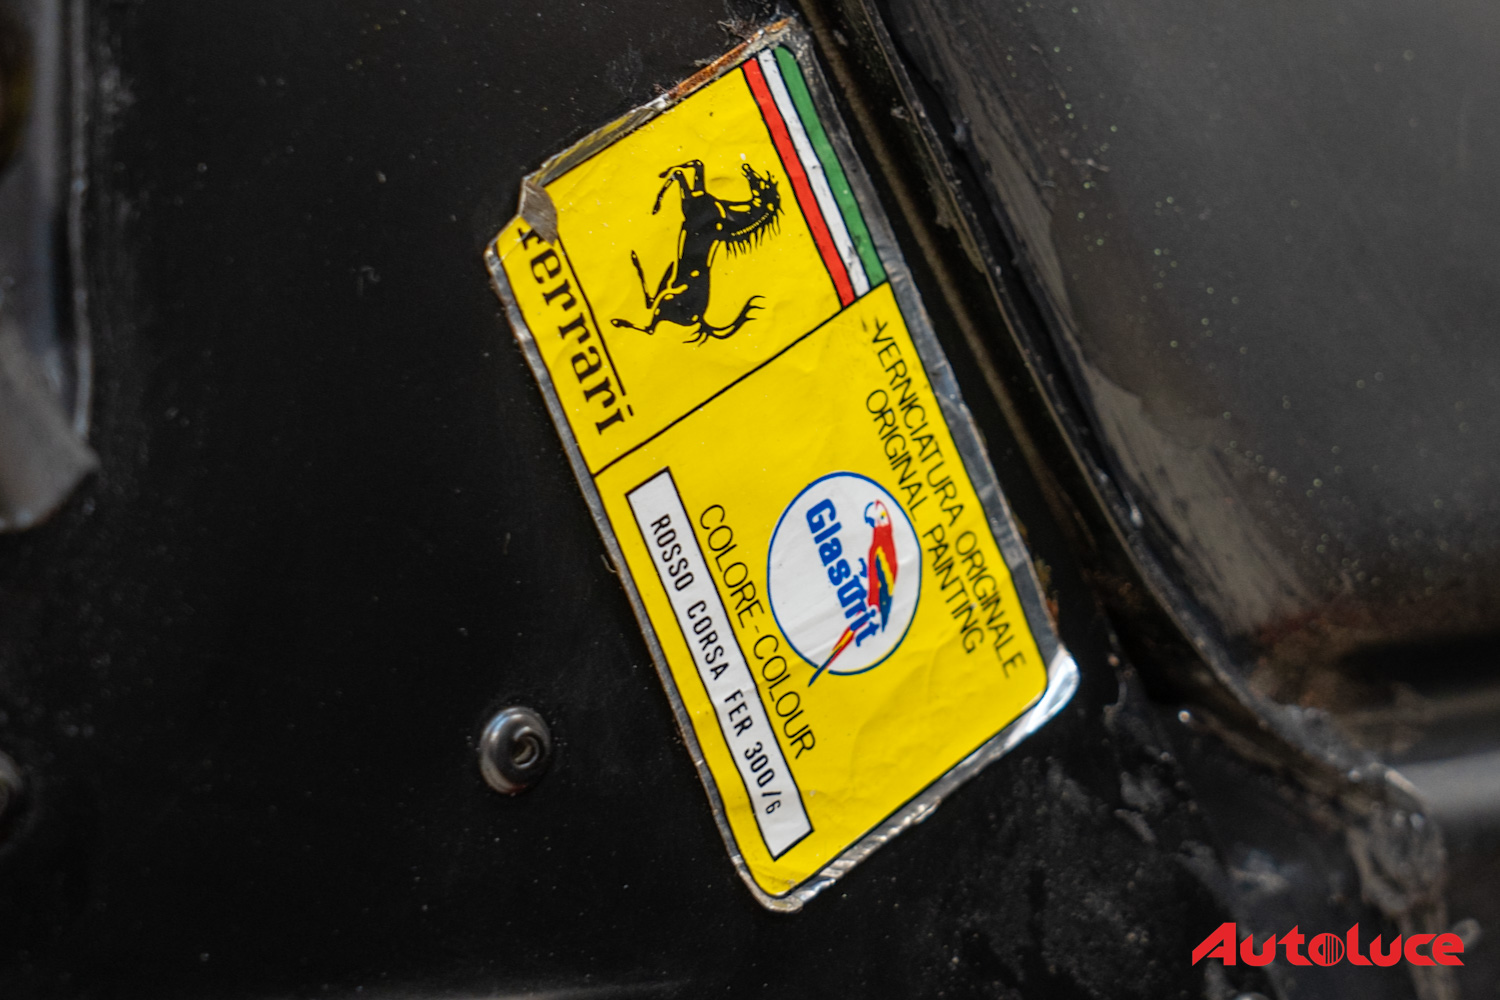 ferrari
VERNICIATURA ORIGINALE
ORIGINAL PAINTING
Glasurit
COLORE-COLOUR
ROSSO CORSA FER 300/6
Autoluce